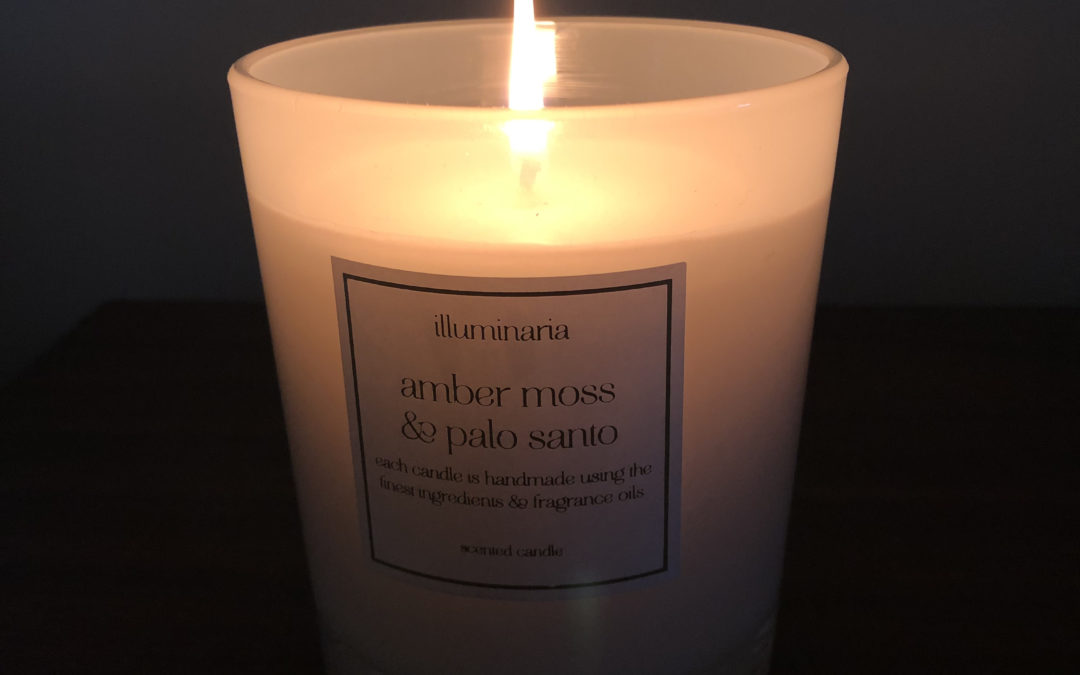 illuminaria
amber moss
& palo santo
each candle is handmade using the
finest ingredients & fragrance oils
scented candle